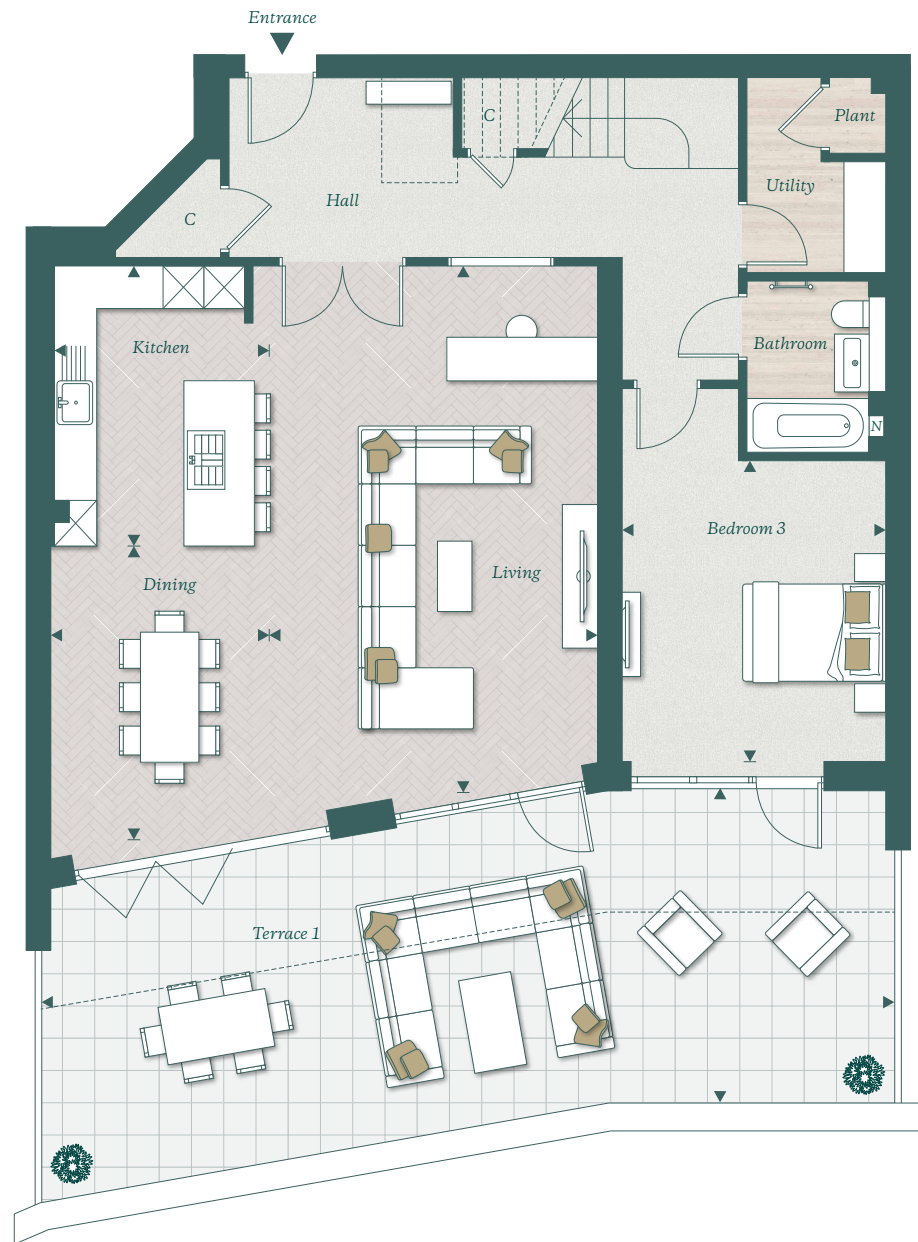 Entrance
C
Plant
Utility
Hall
C
Kitchen
Bathroom
N
Bedroom 3
Living
Dining
Terrace 1